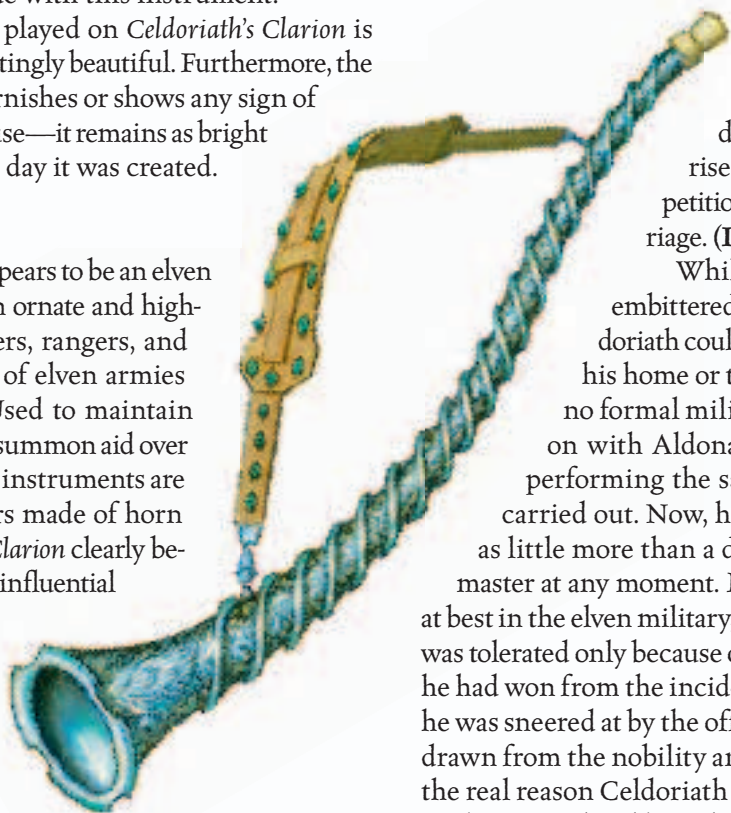 played on Celdoriath's Clarion is
tingly beautiful. Furthermore, the
rnishes or shows any sign of
se—it remains as bright
day it was created.
pears to be an elven
n ornate and high-
ers, rangers, and
of elven armies
Used to maintain
summon aid over
instruments are
rs made of horn
Clarion clearly be-
influential
d
rise
petitio
riage. (I
Whil
embittered
doriath coul
his home or t
no formal mili
on with Aldona
performing the s
carried out. Now, h
as little more than a d
master at any moment.
at best in the elven military
was tolerated only because o
he had won from the incid
he was sneered at by the of
drawn from the nobility a
the real reason Celdoriath